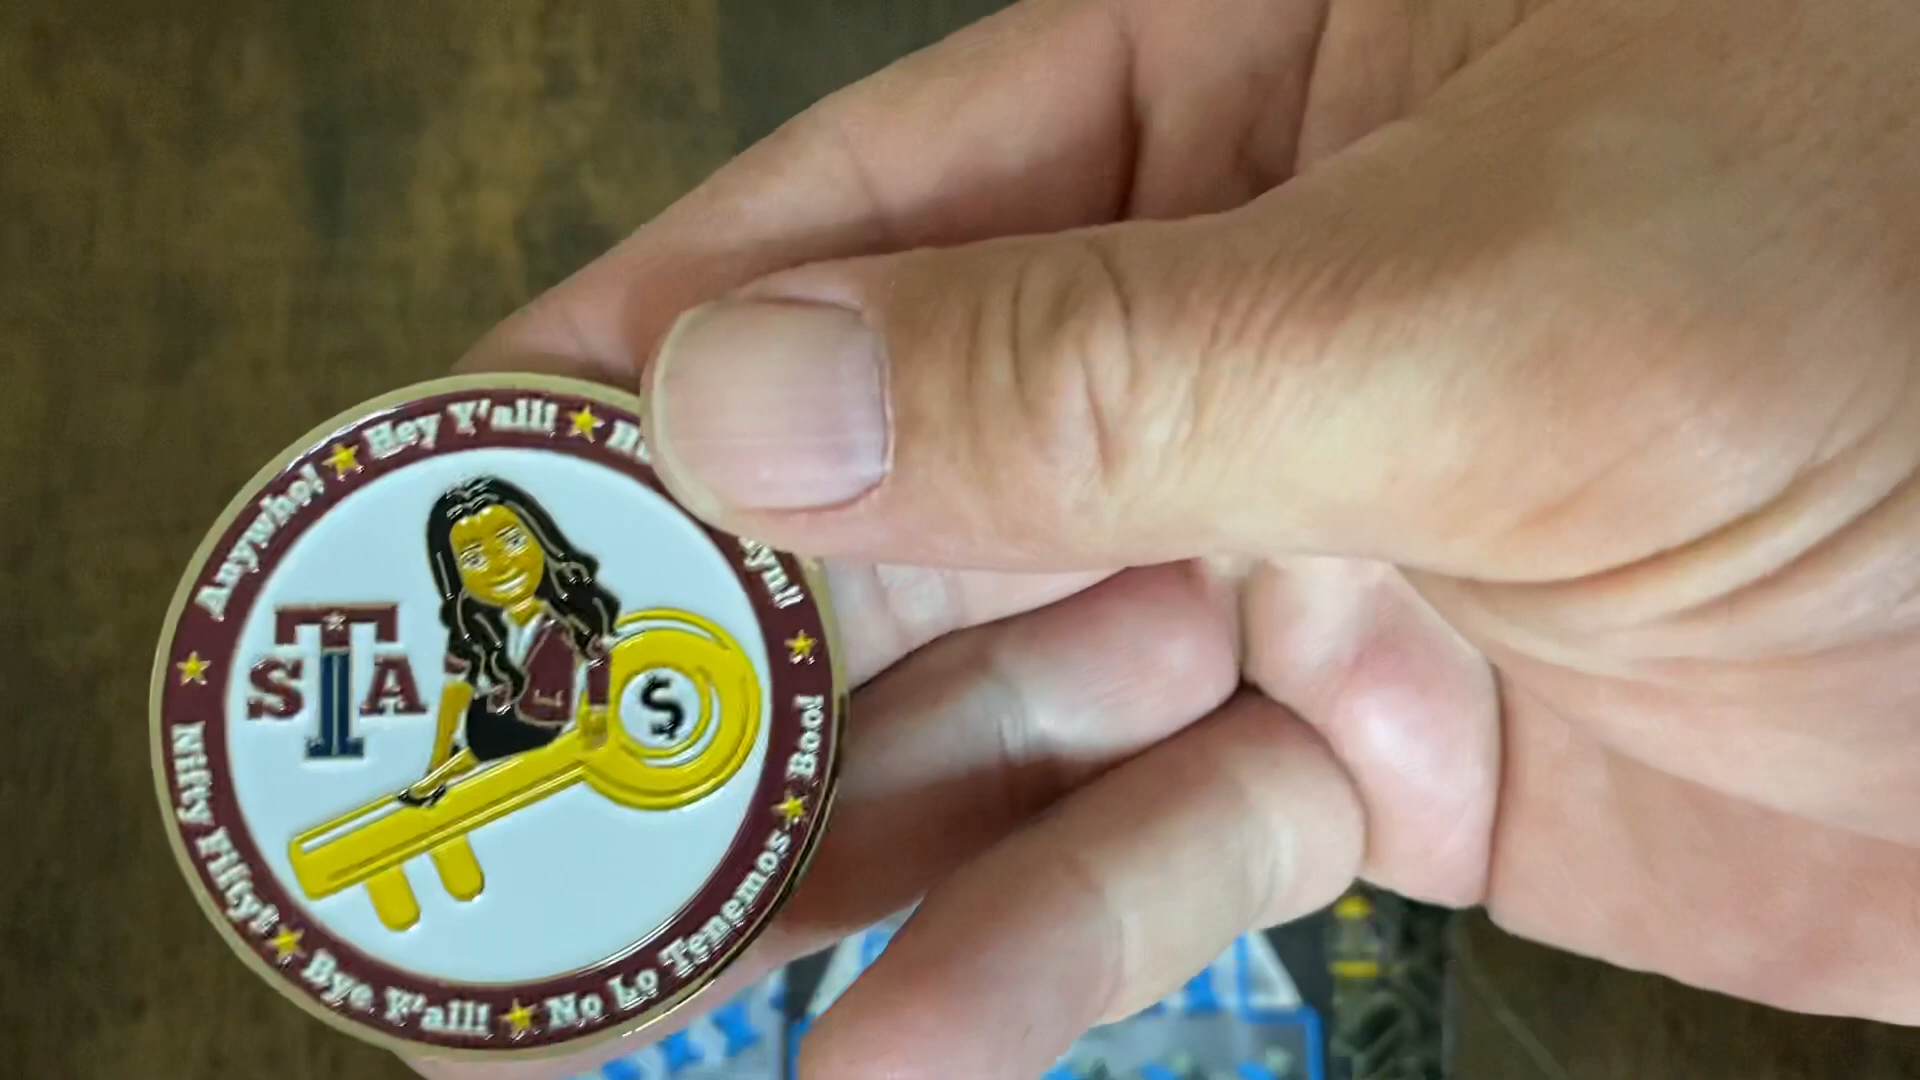 Anywho! ★ Hey Y'all! ★
★ Boo!
Nifty Fifty! ★ Bye Y'all! ★ No Lo Tenemos ★
STA
$